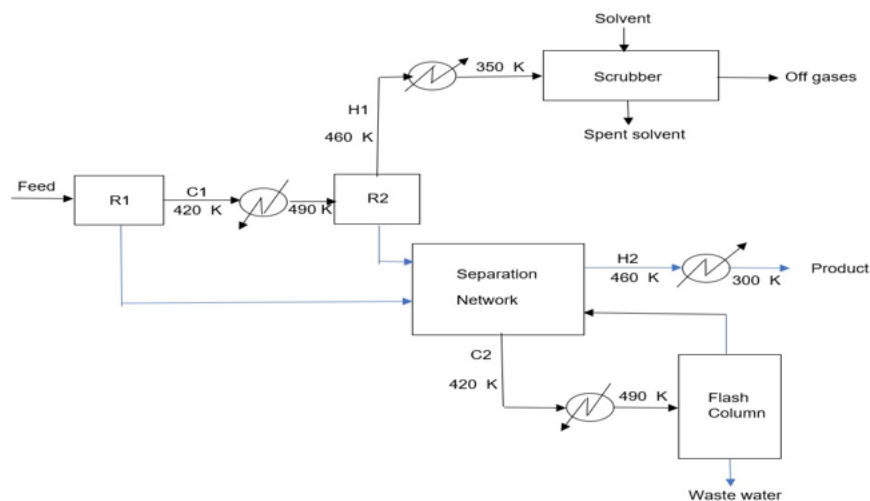 Solvent
350 K
Scrubber
Off gases
H1
460 K
Spent solvent
Feed
R1
C1
420 K
490 K
R2
Separation
Network
H2
460 K
300 K
Product
C2
420 K
490 K
Flash
Column
Waste water